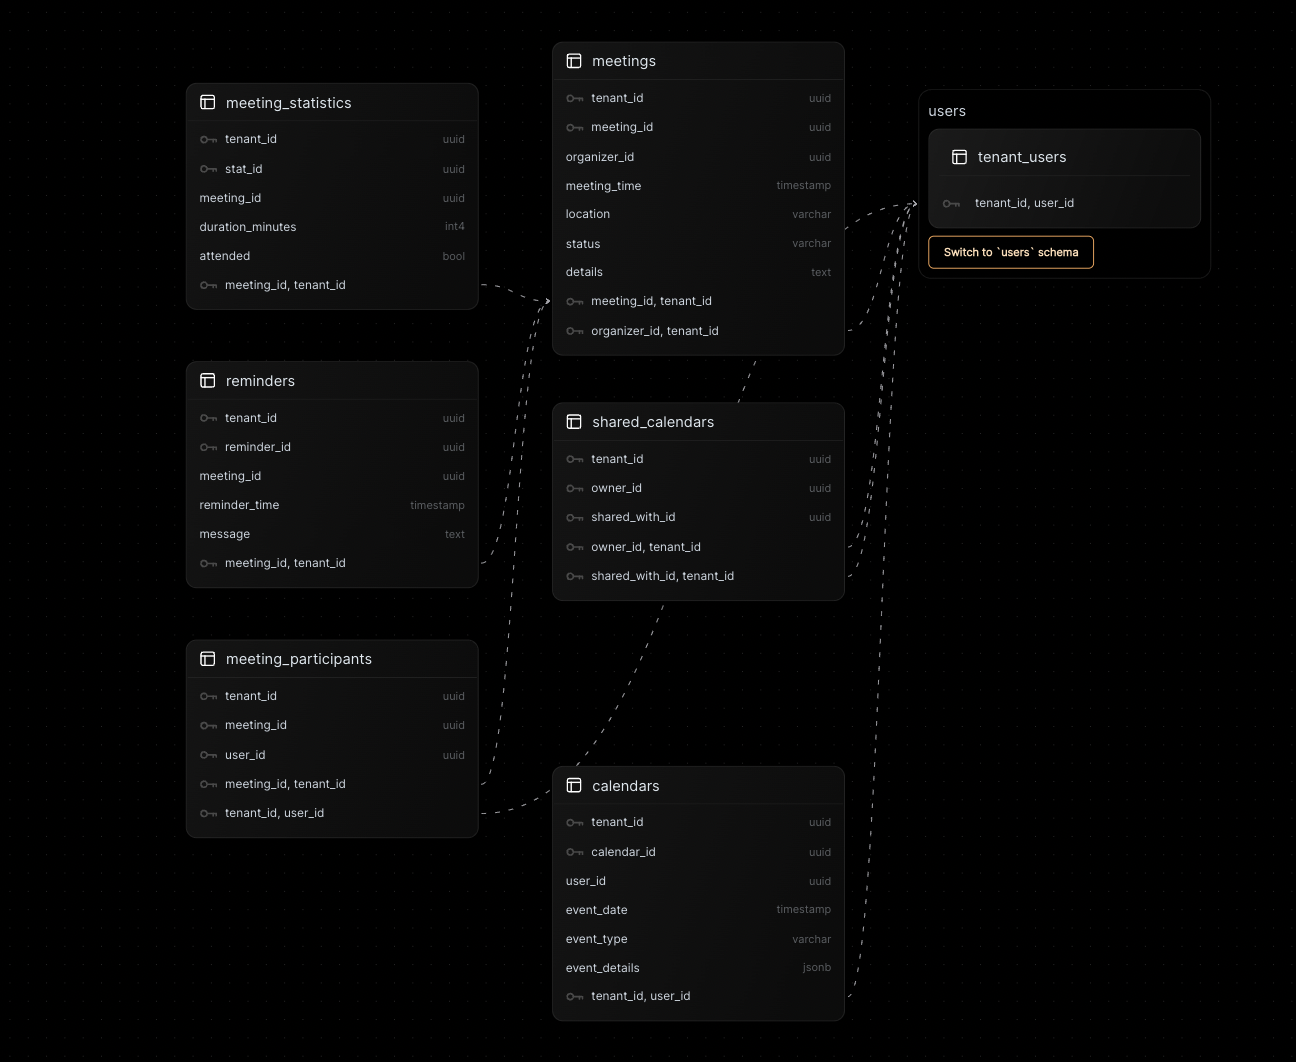 meeting_statistics
tenant_id uuid
stat_id uuid
meeting_id uuid
duration_minutes int4
attended bool
meeting_id, tenant_id
reminders
tenant_id uuid
reminder_id uuid
meeting_id uuid
reminder_time timestamp
message text
meeting_id, tenant_id
meeting_participants
tenant_id uuid
meeting_id uuid
user_id uuid
meeting_id, tenant_id
tenant_id, user_id
meetings
tenant_id uuid
meeting_id uuid
organizer_id uuid
meeting_time timestamp
location varchar
status varchar
details text
meeting_id, tenant_id
organizer_id, tenant_id
shared_calendars
tenant_id uuid
owner_id uuid
shared_with_id uuid
owner_id, tenant_id
shared_with_id, tenant_id
calendars
tenant_id uuid
calendar_id uuid
user_id uuid
event_date timestamp
event_type varchar
event_details jsonb
tenant_id, user_id
users
tenant_users
tenant_id, user_id
Switch to `users` schema